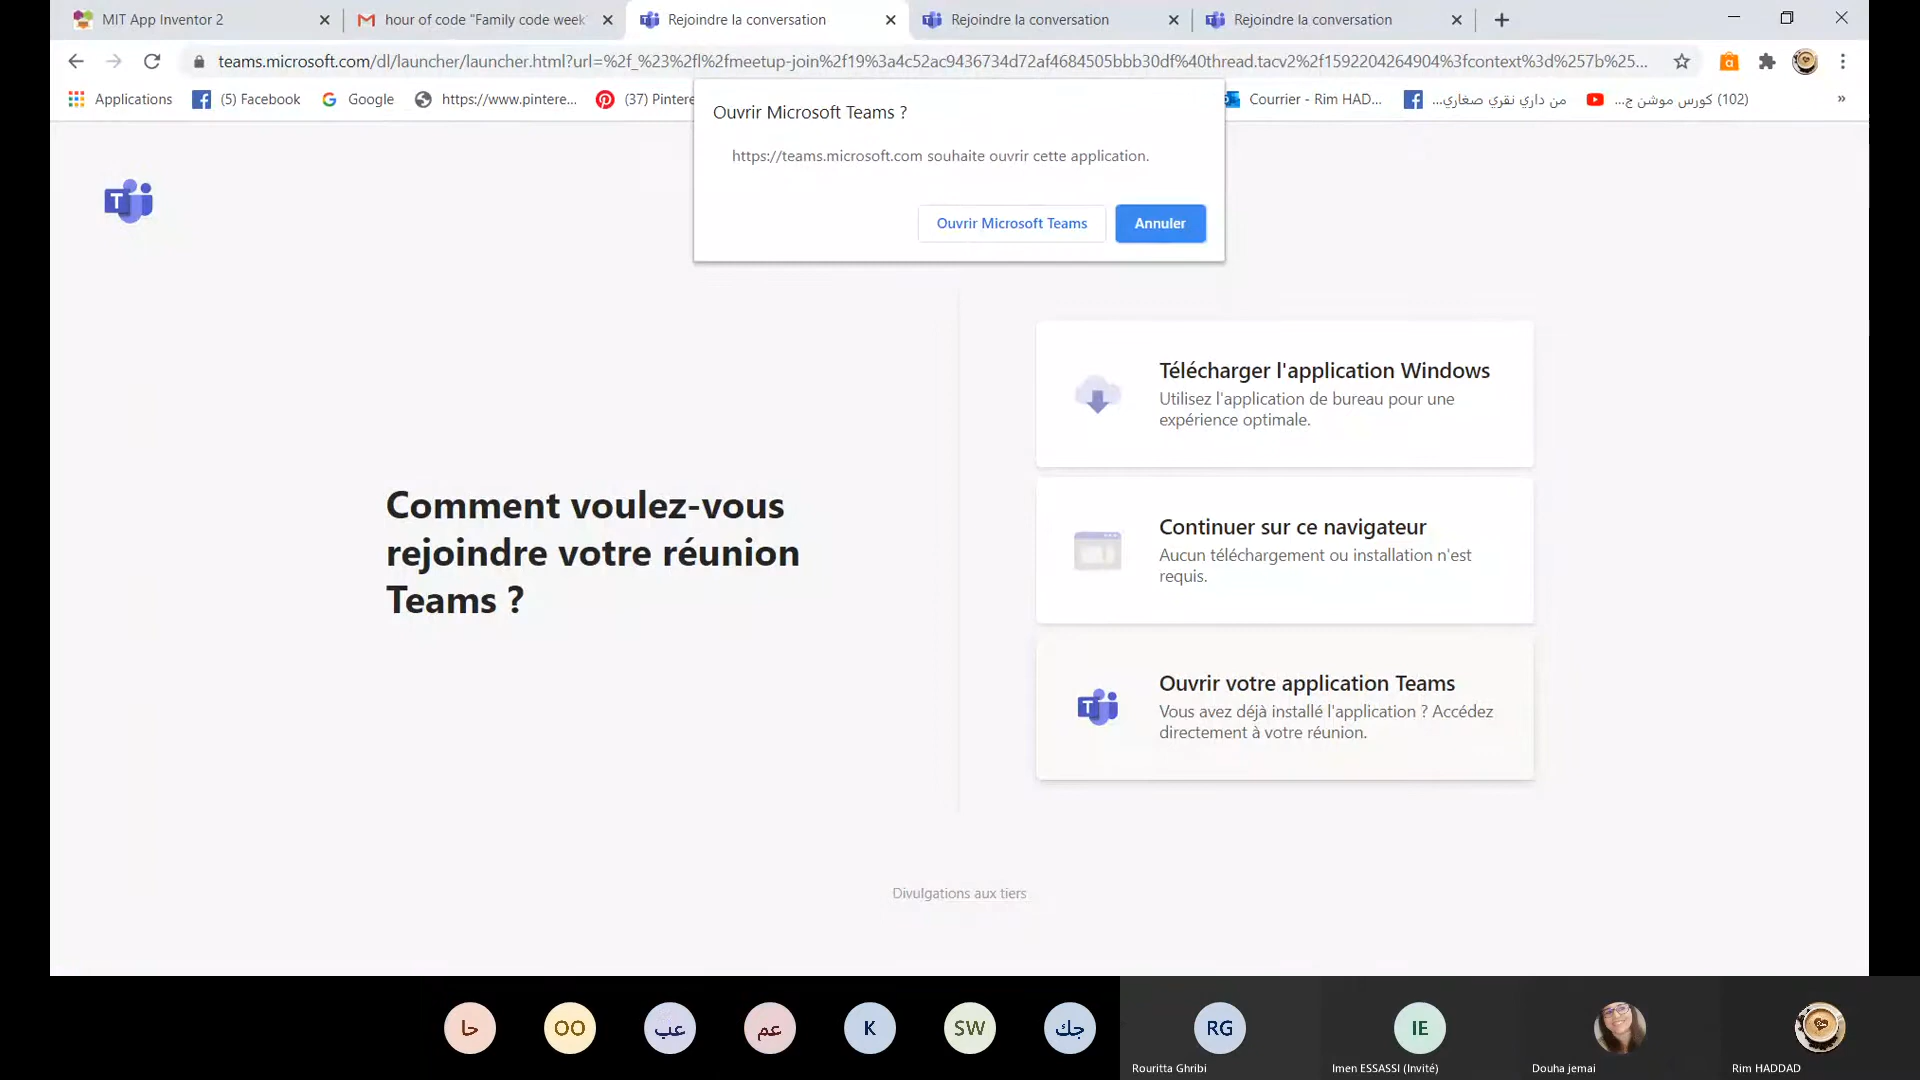 MIT App Inventor 2
hour of code "Family code week"
Rejoindre la conversation
Rejoindre la conversation
Rejoindre la conversation
teams.microsoft.com/dl/launcher/launcher.html?url=%2f_%23%2fl%2fmeetup-join%2f19%3a4c52ac9436734d72af4684505bbb30df%40thread.tacv2%2f1592204264904%3fcontext%3d%257b%25...
Applications
(5) Facebook
Google
https://www.pintere...
(37) Pintere
Courrier - Rim HAD...
من داري نقري صغاري...
(102) كورس موشن ج...
»
Ouvrir Microsoft Teams ?
https://teams.microsoft.com souhaite ouvrir cette application.
Ouvrir Microsoft Teams
Annuler
T
Comment voulez-vous
rejoindre votre réunion
Teams ?
Télécharger l'application Windows
Utilisez l'application de bureau pour une
expérience optimale.
Continuer sur ce navigateur
Aucun téléchargement ou installation n'est
requis.
T
Ouvrir votre application Teams
Vous avez déjà installé l'application ? Accédez
directement à votre réunion.
Divulgations aux tiers
حا
OO
عب
عم
K
SW
جك
RG
IE
Rouritta Ghribi
Imen ESSASSI (Invité)
Douha jemai
Rim HADDAD